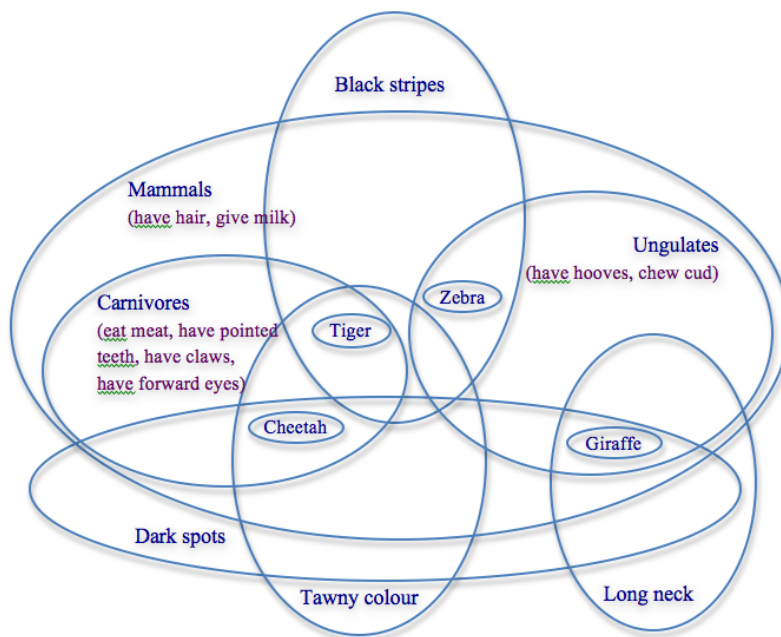 Black stripes
Mammals
(have hair, give milk)
Ungulates
(have hooves, chew cud)
Carnivores
(eat meat, have pointed
teeth, have claws,
have forward eyes)
Zebra
Tiger
Cheetah
Giraffe
Dark spots
Tawny colour
Long neck